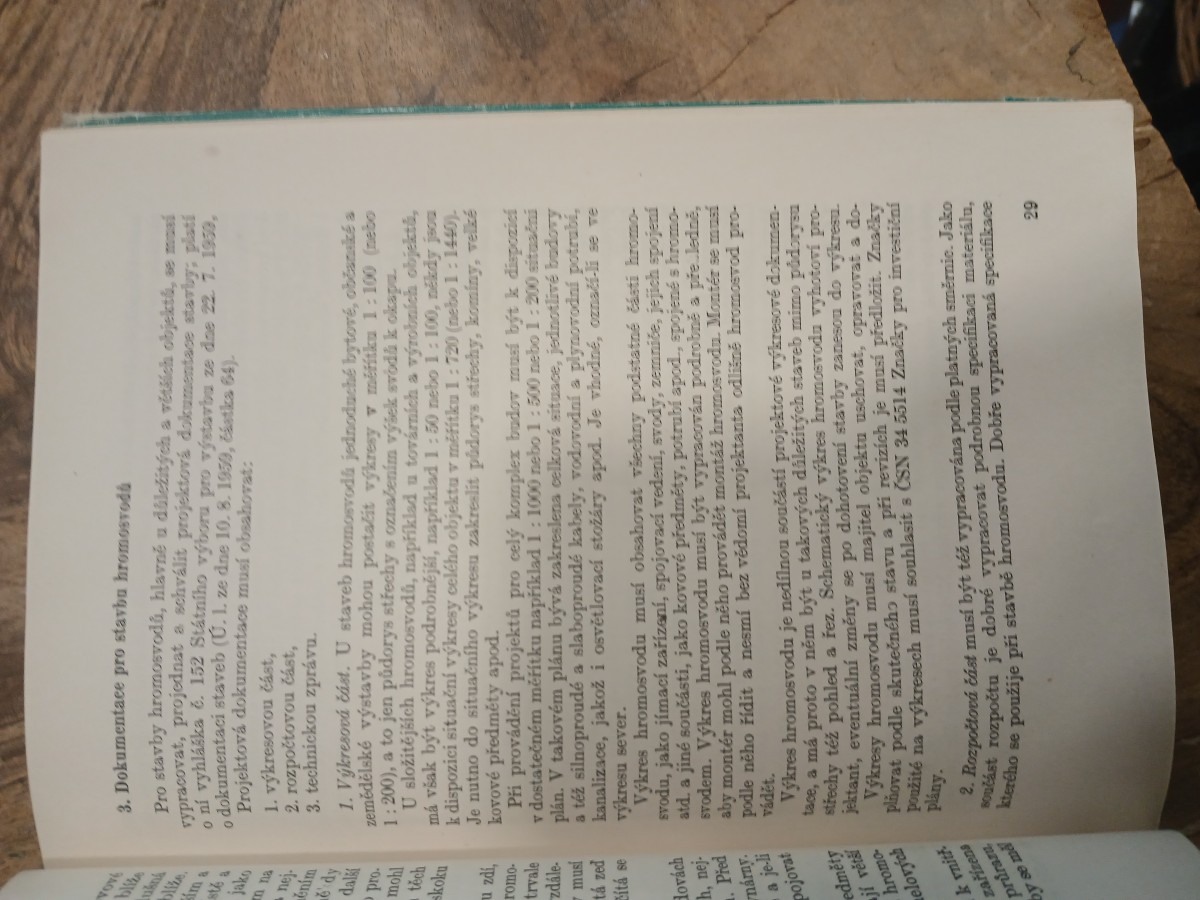 3. Dokumentace pro stavbu hromosvodů
Pro stavby hromosvodů, hlavně u důležitých a větších objektů, se musí
vypracovat, projednat a schválit projektová dokumentace stavby; platí
o ní vyhláška č. 152 Státního výboru pro výstavbu ze dne 22. 7. 1959,
o dokumentaci staveb (Ú. l. ze dne 10. 8. 1959, částka 64).
Projektová dokumentace musí obsahovat:
1. výkresovou část,
2. rozpočtovou část,
3. technickou zprávu.
1. Výkresová část. U staveb hromosvodů jednoduché bytové, občanské a
zemědělské výstavby mohou postačit výkresy v měřítku 1 : 100 (nebo
1 : 200), a to jen půdorys střechy s označením výšek svodů k okapu.
U složitějších hromosvodů, například u továrních a výrobních objektů,
má však být výkres podrobnější, například 1 : 50 nebo 1 : 100, někdy jsou
k dispozici situační výkresy celého objektu v měřítku 1 : 720 (nebo 1 : 1440).
Je nutno do situačního výkresu zakreslit půdorys střechy, komíny, velké
kovové předměty apod.
Při provádění projektů pro celý komplex budov musí být k disposici
v dostatečném měřítku například 1 : 1000 nebo 1 : 500 nebo 1 : 200 situační
plán. V takovém plánu bývá zakreslena celková situace, jednotlivé budovy
a též silnoproudé a slaboproudé kabely, vodovodní a plynovodní potrubí,
kanalizace, jakož i osvětlovací stožáry apod. Je vhodné, označí-li se ve
výkresu sever.
Výkres hromosvodu musí obsahovat všechny podstatné části hromo-
svodu, jako jímací zařízení, spojovací vedení, svody, zemniče, jejich spojení
atd. a jiné součásti, jako kovové předměty, potrubí apod., spojené s hromo-
svodem. Výkres hromosvodu musí být vypracován podrobně a pře.ledně,
aby montér mohl podle něho provádět montáž hromosvodu. Montér se musí
podle něho řídit a nesmí bez vědomí projektanta odlišně hromosvod pro-
vádět.
Výkres hromosvodu je nedílnou součástí projektové výkresové dokumen-
tace, a má proto v něm být u takových důležitých staveb mimo půdorysu
střechy též pohled a řez. Schematický výkres hromosvodu vyhotoví pro-
jektant, eventuální změny se po dohotovení stavby zanesou do výkresu.
Výkresy hromosvodu musí majitel objektu uschovat, opravovat a do-
plňovat podle skutečného stavu a při revizích je musí předložit. Značky
použité na výkresech musí souhlasit s ČSN 34 5514 Značky pro investiční
plány.
2. Rozpočtová část musí být též vypracována podle platných směrnic. Jako
součást rozpočtu je dobré vypracovat podrobnou specifikaci materiálu,
kterého se použije při stavbě hromosvodu. Dobře vypracovaná specifikace
29